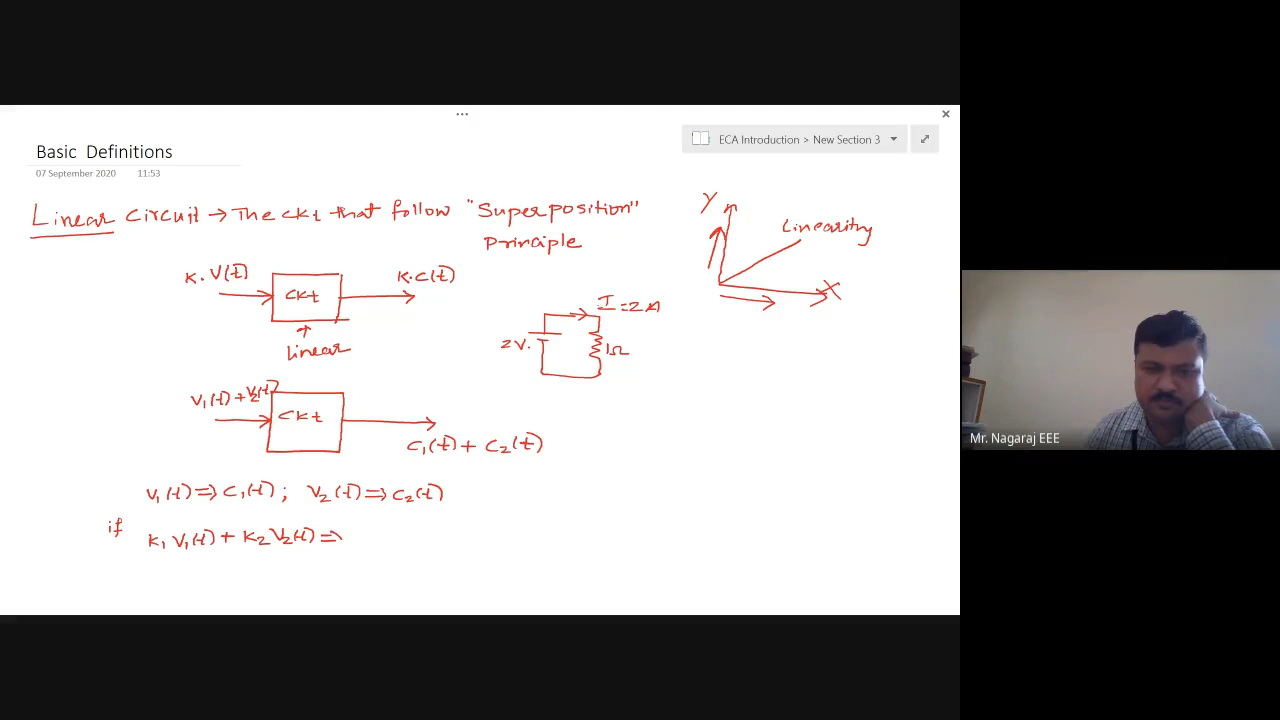 ECA Introduction > New Section 3
Basic Definitions
07 September 2020 11:53
Linear Circuit → The ckt that follow "Superposition"
Principle
Y
Linearity
X
K. V(t)
ckt
K.C(t)
Linear
I = 2A
2V.
1Ω
V₁(t) + V₂(t)
ckt
C₁(t) + C₂(t)
V₁(t) ⇒ C₁(t) ; V₂(t) ⇒ C₂(t)
if
K₁ V₁(t) + K₂ V₂(t) ⇒
Mr. Nagaraj EEE